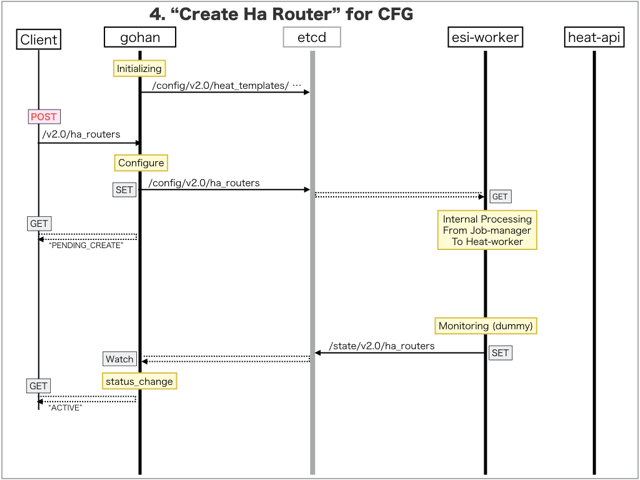 4. “Create Ha Router” for CFG
Client
gohan
etcd
esi-worker
heat-api
Initializing
/config/v2.0/heat_templates/ …
POST
/v2.0/ha_routers
Configure
SET
/config/v2.0/ha_routers
GET
GET
"PENDING_CREATE"
Internal Processing
From Job-manager
To Heat-worker
Monitoring (dummy)
/state/v2.0/ha_routers
SET
Watch
status_change
GET
"ACTIVE"